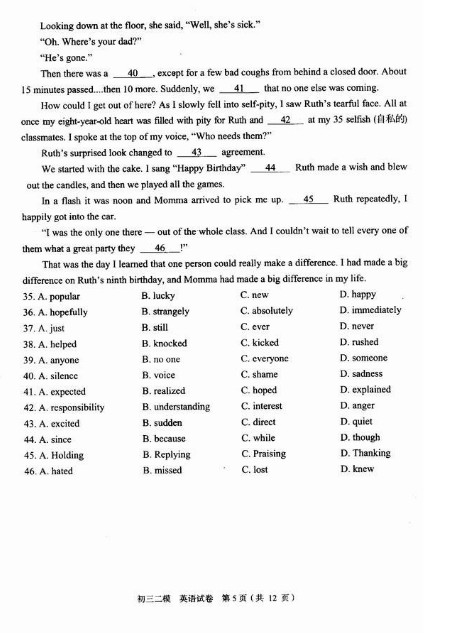 Looking down at the floor, she said, "Well, she's sick."
"Oh. Where's your dad?"
"He's gone."
Then there was a 40 , except for a few bad coughs from behind a closed door. About
15 minutes passed....then 10 more. Suddenly, we 41 that no one else was coming.
How could I get out of here? As I slowly fell into self-pity, I saw Ruth's tearful face. All at
once my eight-year-old heart was filled with pity for Ruth and 42 at my 35 selfish (自私的)
classmates. I spoke at the top of my voice, "Who needs them?"
Ruth's surprised look changed to 43 agreement.
We started with the cake. I sang "Happy Birthday" 44 Ruth made a wish and blew
out the candles, and then we played all the games.
In a flash it was noon and Momma arrived to pick me up. 45 Ruth repeatedly, I
happily got into the car.
"I was the only one there — out of the whole class. And I couldn't wait to tell every one of
them what a great party they 46 !"
That was the day I learned that one person could really make a difference. I had made a big
difference on Ruth's ninth birthday, and Momma had made a big difference in my life.
35. A. popular B. lucky C. new D. happy
36. A. hopefully B. strangely C. absolutely D. immediately
37. A. just B. still C. ever D. never
38. A. helped B. knocked C. kicked D. rushed
39. A. anyone B. no one C. everyone D. someone
40. A. silence B. voice C. shame D. sadness
41. A. expected B. realized C. hoped D. explained
42. A. responsibility B. understanding C. interest D. anger
43. A. excited B. sudden C. direct D. quiet
44. A. since B. because C. while D. though
45. A. Holding B. Replying C. Praising D. Thanking
46. A. hated B. missed C. lost D. knew
初三二模 英语试卷 第 5 页 (共 12 页)